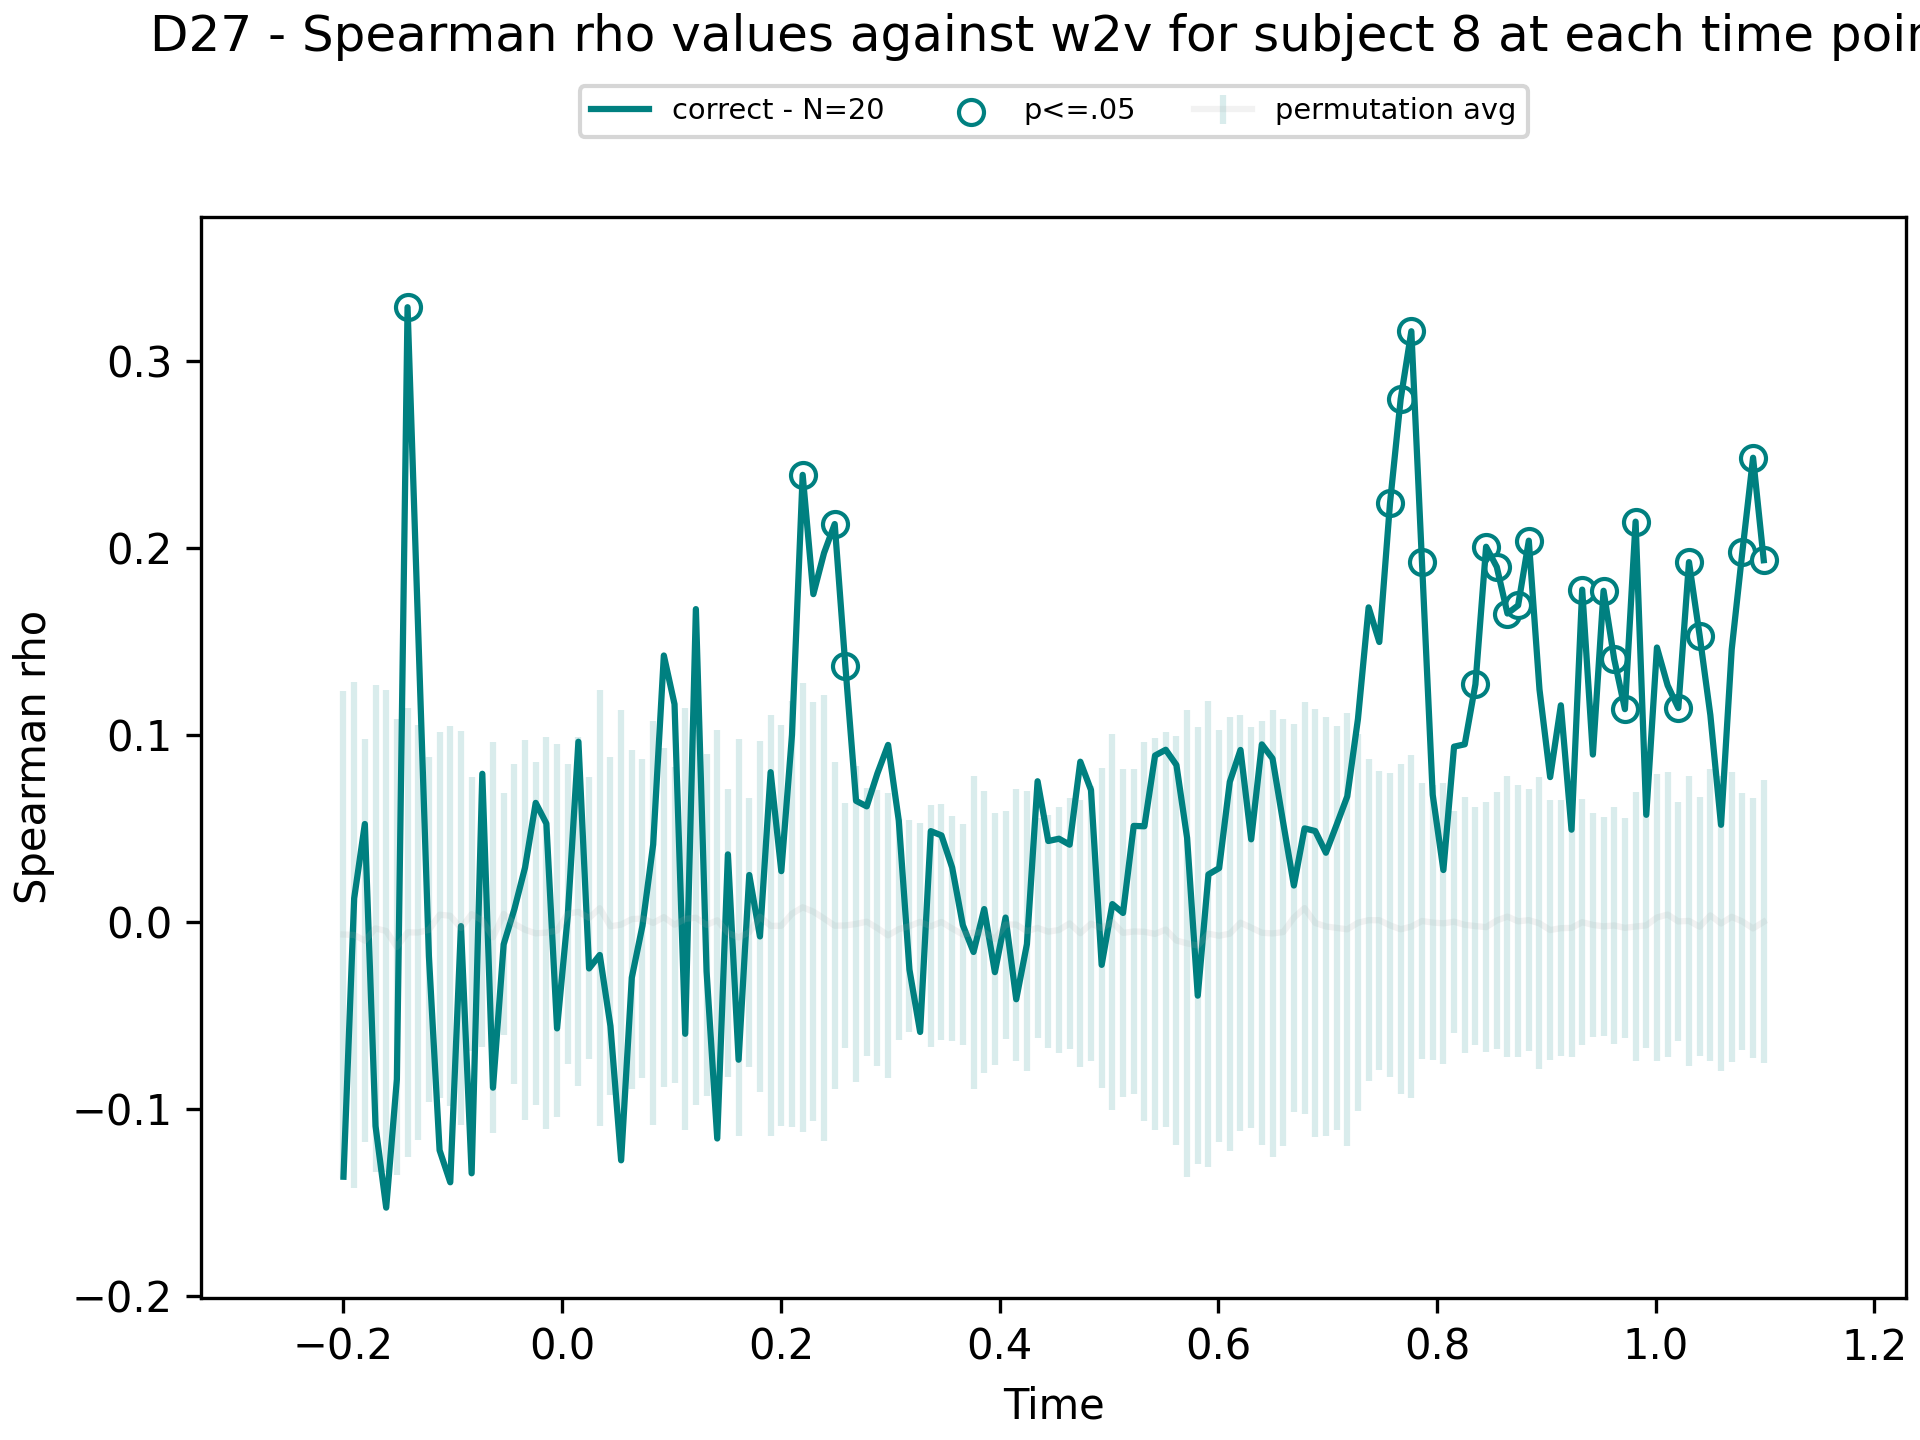 D27 - Spearman rho values against w2v for subject 8 at each time poin
correct - N=20 p<=.05 permutation avg
Spearman rho
0.3
0.2
0.1
0.0
−0.1
−0.2
−0.2 0.0 0.2 0.4 0.6 0.8 1.0 1.2
Time